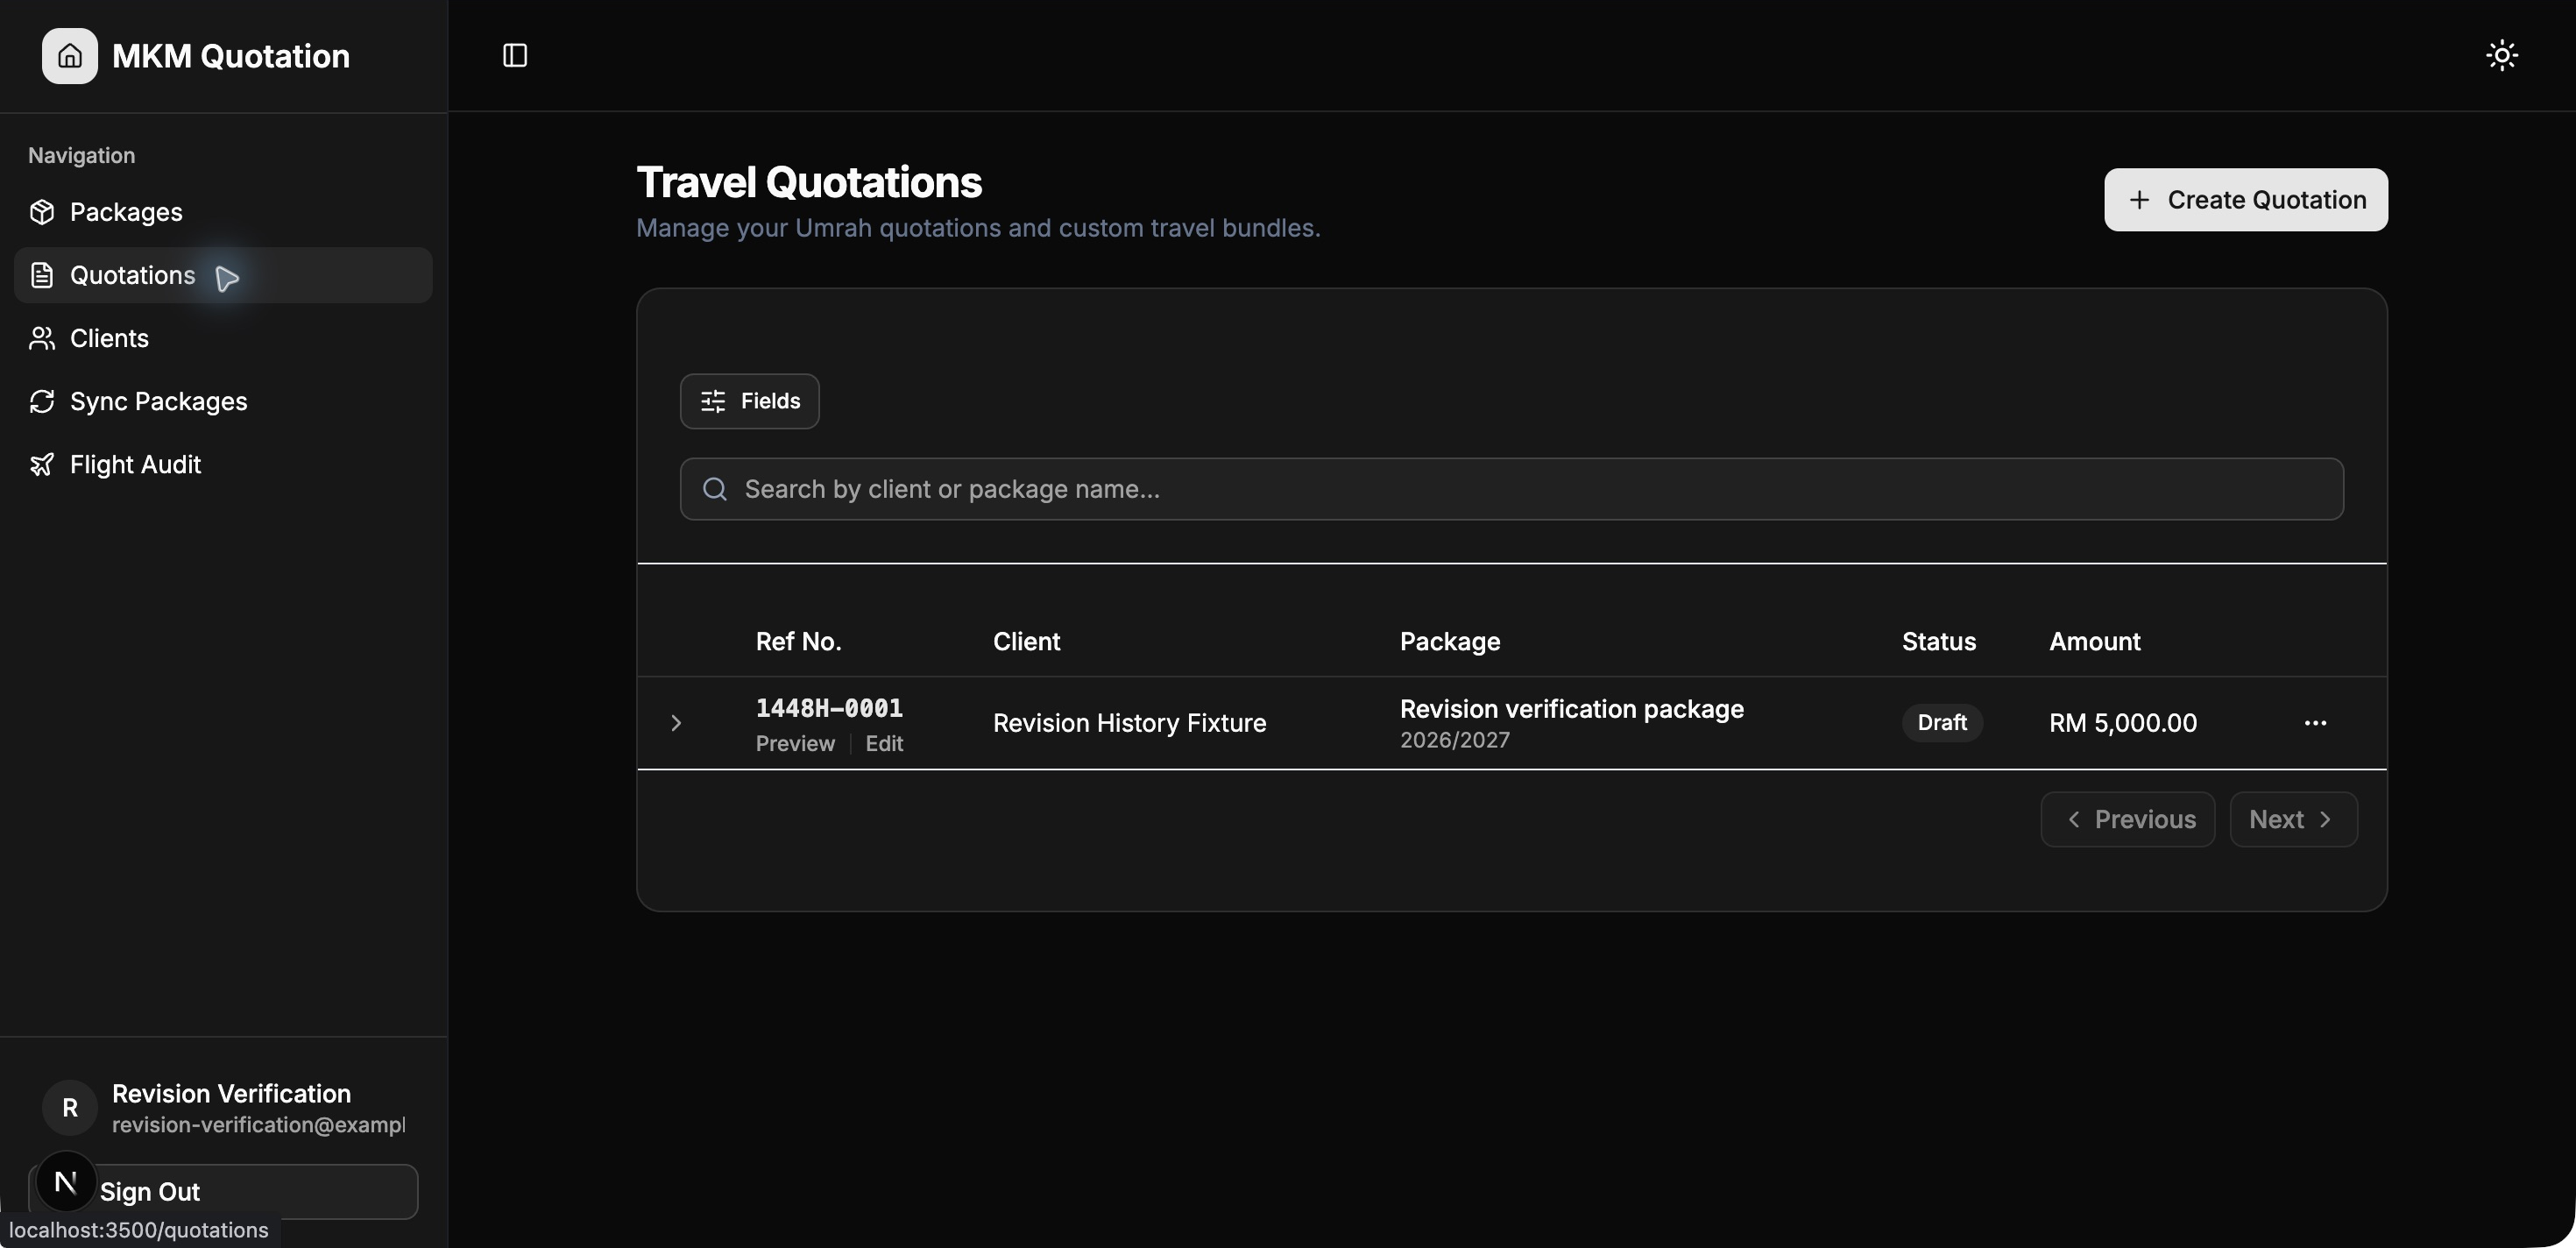 MKM Quotation
Navigation
Packages
Quotations
Clients
Sync Packages
Flight Audit
Travel Quotations
Manage your Umrah quotations and custom travel bundles.
Create Quotation
Fields
Search by client or package name...
Ref No. Client Package Status Amount
1448H-0001 Revision History Fixture Revision verification package Draft RM 5,000.00
Preview Edit 2026/2027
Previous Next
R
Revision Verification
revision-verification@exampl
N Sign Out
localhost:3500/quotations